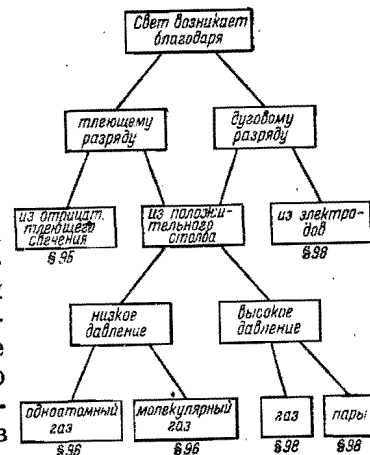 Свет возникает
благодаря
тлеющему
разряду
дуговому
разряду
из отрицат.
тлеющего
свечения
§ 95
из положи-
тельного
столба
из электро-
дов
§98
низкое
давление
высокое
давление
одноатомный
газ
§96
молекулярный
газ
§96
газ
§98
пары
§98